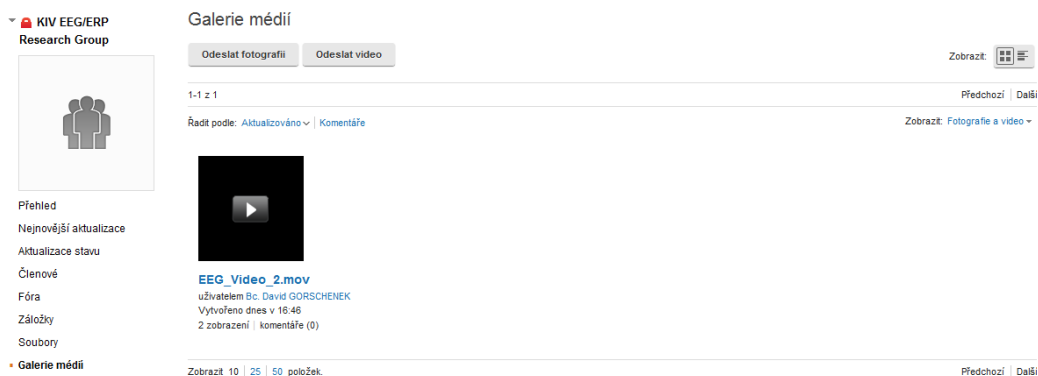 KIV EEG/ERP
Research Group
Přehled
Nejnovější aktualizace
Aktualizace stavu
Členové
Fóra
Záložky
Soubory
Galerie médií
Galerie médií
Odeslat fotografii Odeslat video
Zobrazit:
1-1 z 1
Předchozí Další
Řadit podle: Aktualizováno Komentáře
Zobrazit: Fotografie a video
EEG_Video_2.mov
uživatelem Bc. David GORSCHENEK
Vytvořeno dnes v 16:46
2 zobrazení komentáře (0)
Zobrazit 10 25 50 položek.
Předchozí Další